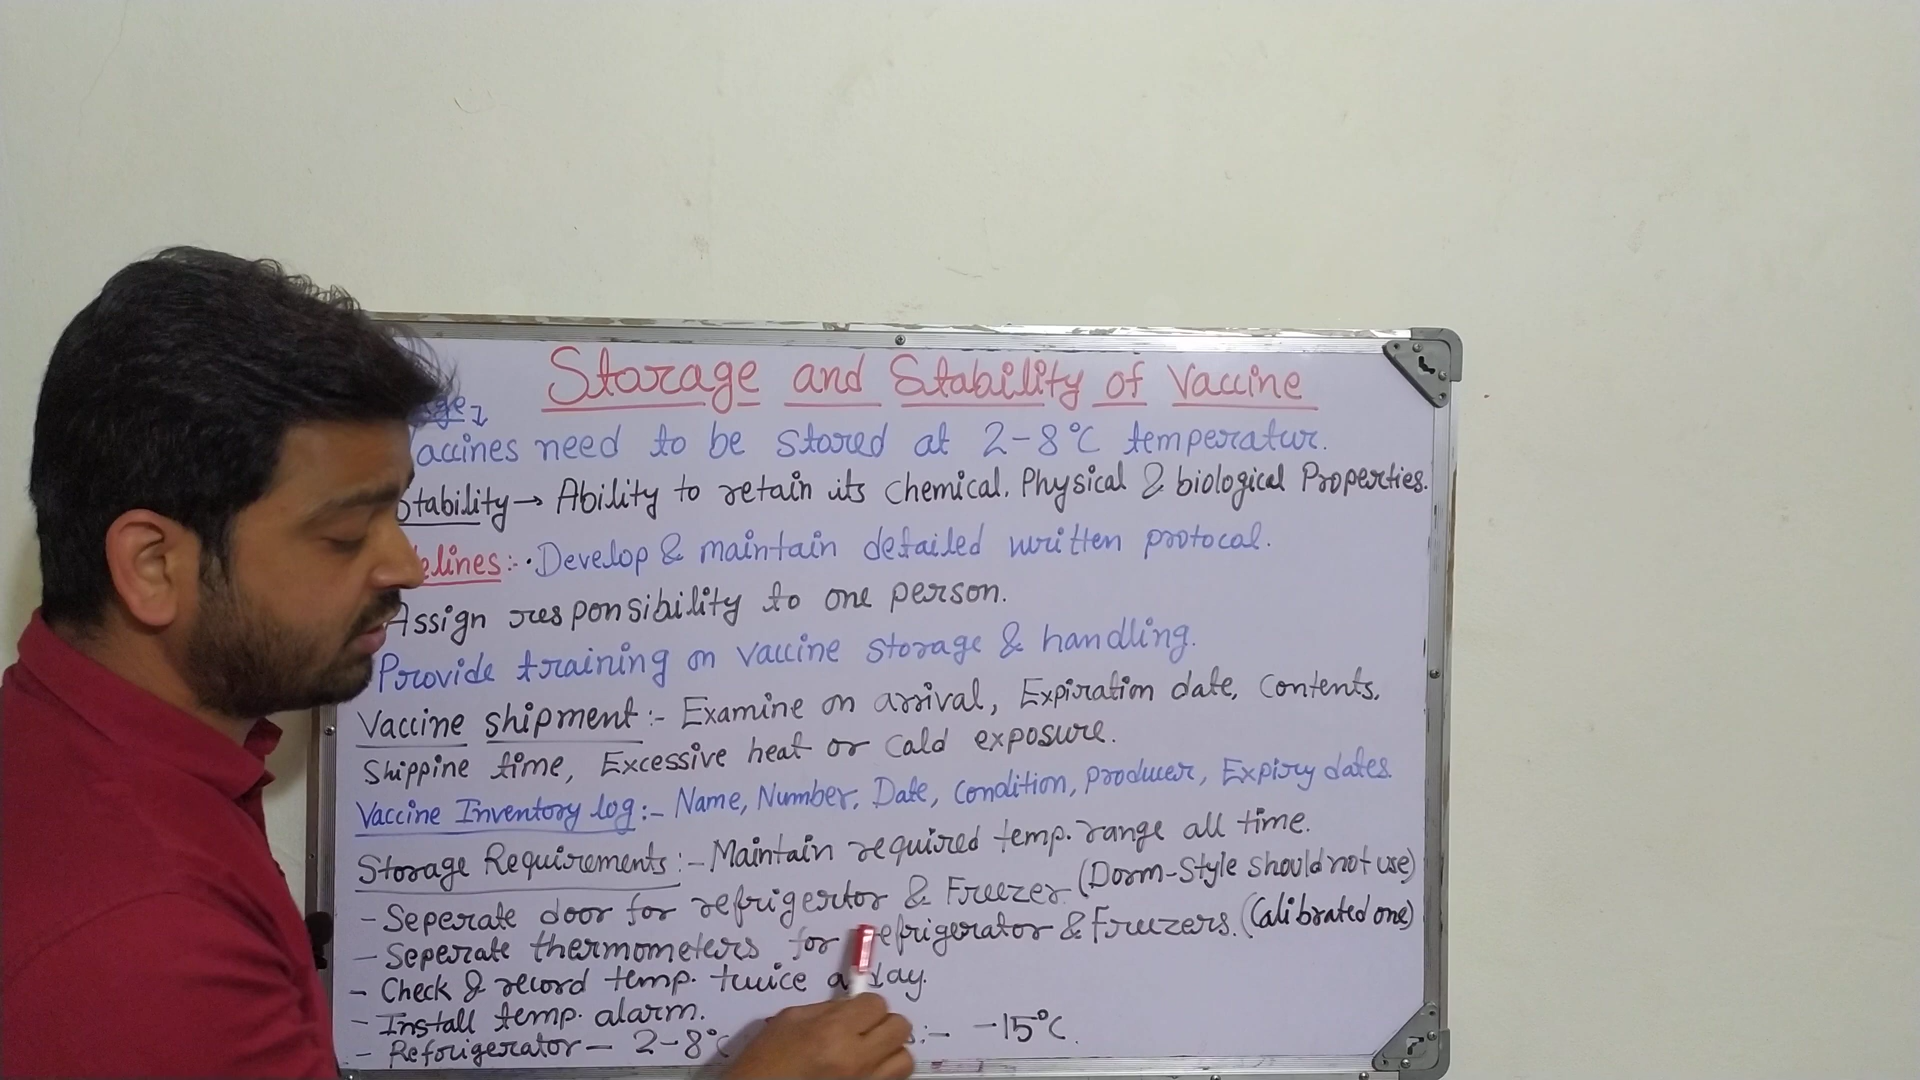 Storage and Stability of Vaccine
Vaccines need to be stored at 2-8°C temperatur.
Stability → Ability to retain its chemical, Physical & biological Properties.
elines:- · Develop & maintain detailed written protocal.
Assign responsibility to one person.
Provide training on vaccine storage & handling.
Vaccine shipment:- Examine on arrival, Expiration date, Contents,
Shippine time, Excessive heat or cald exposure.
Vaccine Inventory log:- Name, Number, Date, Condition, producer, Expiry dates.
Storage Requirements:- Maintain required temp. range all time.
- Seperate door for refrigertor & Freezer (Dorm-Style should not use)
- Seperate thermometers for refrigerator & Freezers. (Calibrated one)
- Check & record temp. twice a day.
- Install temp. alarm.
- Refrigerator - 2-8°C s:- -15°C.